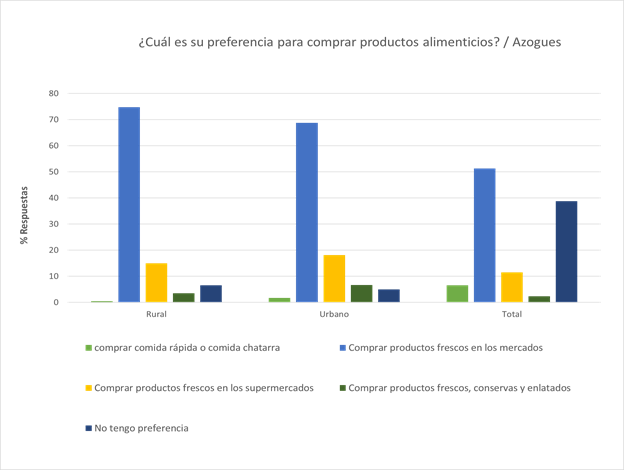 ¿Cuál es su preferencia para comprar productos alimenticios? / Azogues
% Respuestas
80
70
60
50
40
30
20
10
0
Rural Urbano Total
comprar comida rápida o comida chatarra Comprar productos frescos en los mercados
Comprar productos frescos en los supermercados Comprar productos frescos, conservas y enlatados
No tengo preferencia